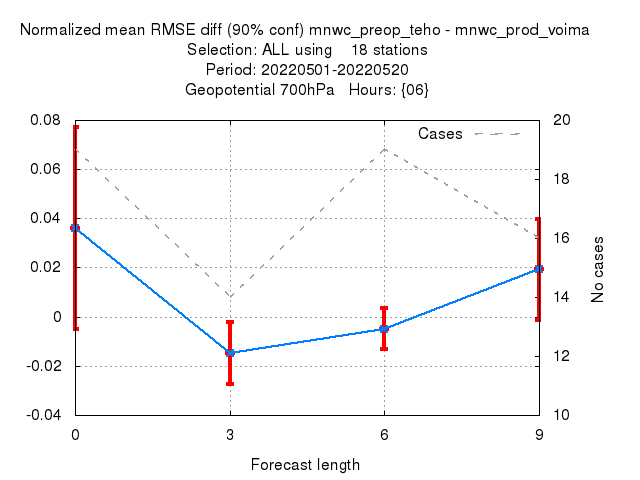 Normalized mean RMSE diff (90% conf) mnwc_preop_teho - mnwc_prod_voima
Selection: ALL using    18 stations
Period: 20220501-20220520
Geopotential 700hPa   Hours: {06}
Cases
0.08
0.06
0.04
0.02
0
-0.02
-0.04
20
18
16
14
12
10
No cases
0 3 6 9
Forecast length